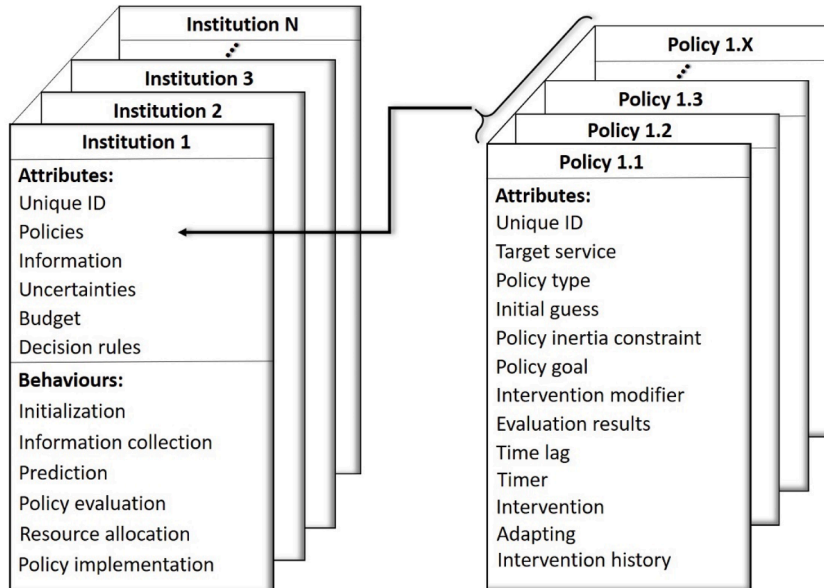 Institution N
Institution 3
Institution 2
Institution 1
Attributes:
Unique ID
Policies
Information
Uncertainties
Budget
Decision rules
Behaviours:
Initialization
Information collection
Prediction
Policy evaluation
Resource allocation
Policy implementation
Policy 1.X
Policy 1.3
Policy 1.2
Policy 1.1
Attributes:
Unique ID
Target service
Policy type
Initial guess
Policy inertia constraint
Policy goal
Intervention modifier
Evaluation results
Time lag
Timer
Intervention
Adapting
Intervention history